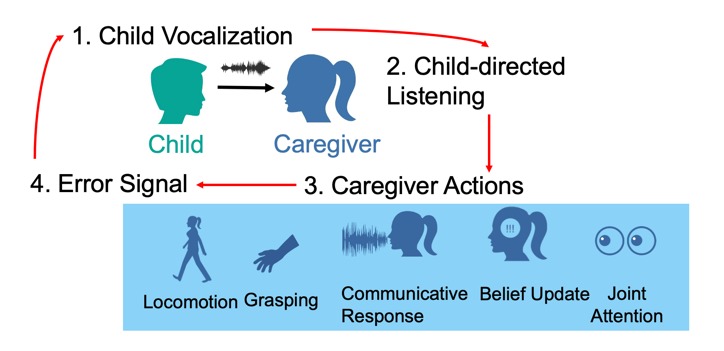 1. Child Vocalization
2. Child-directed
Listening
Child
Caregiver
4. Error Signal
3. Caregiver Actions
!!!
Locomotion
Grasping
Communicative
Response
Belief Update
Joint
Attention